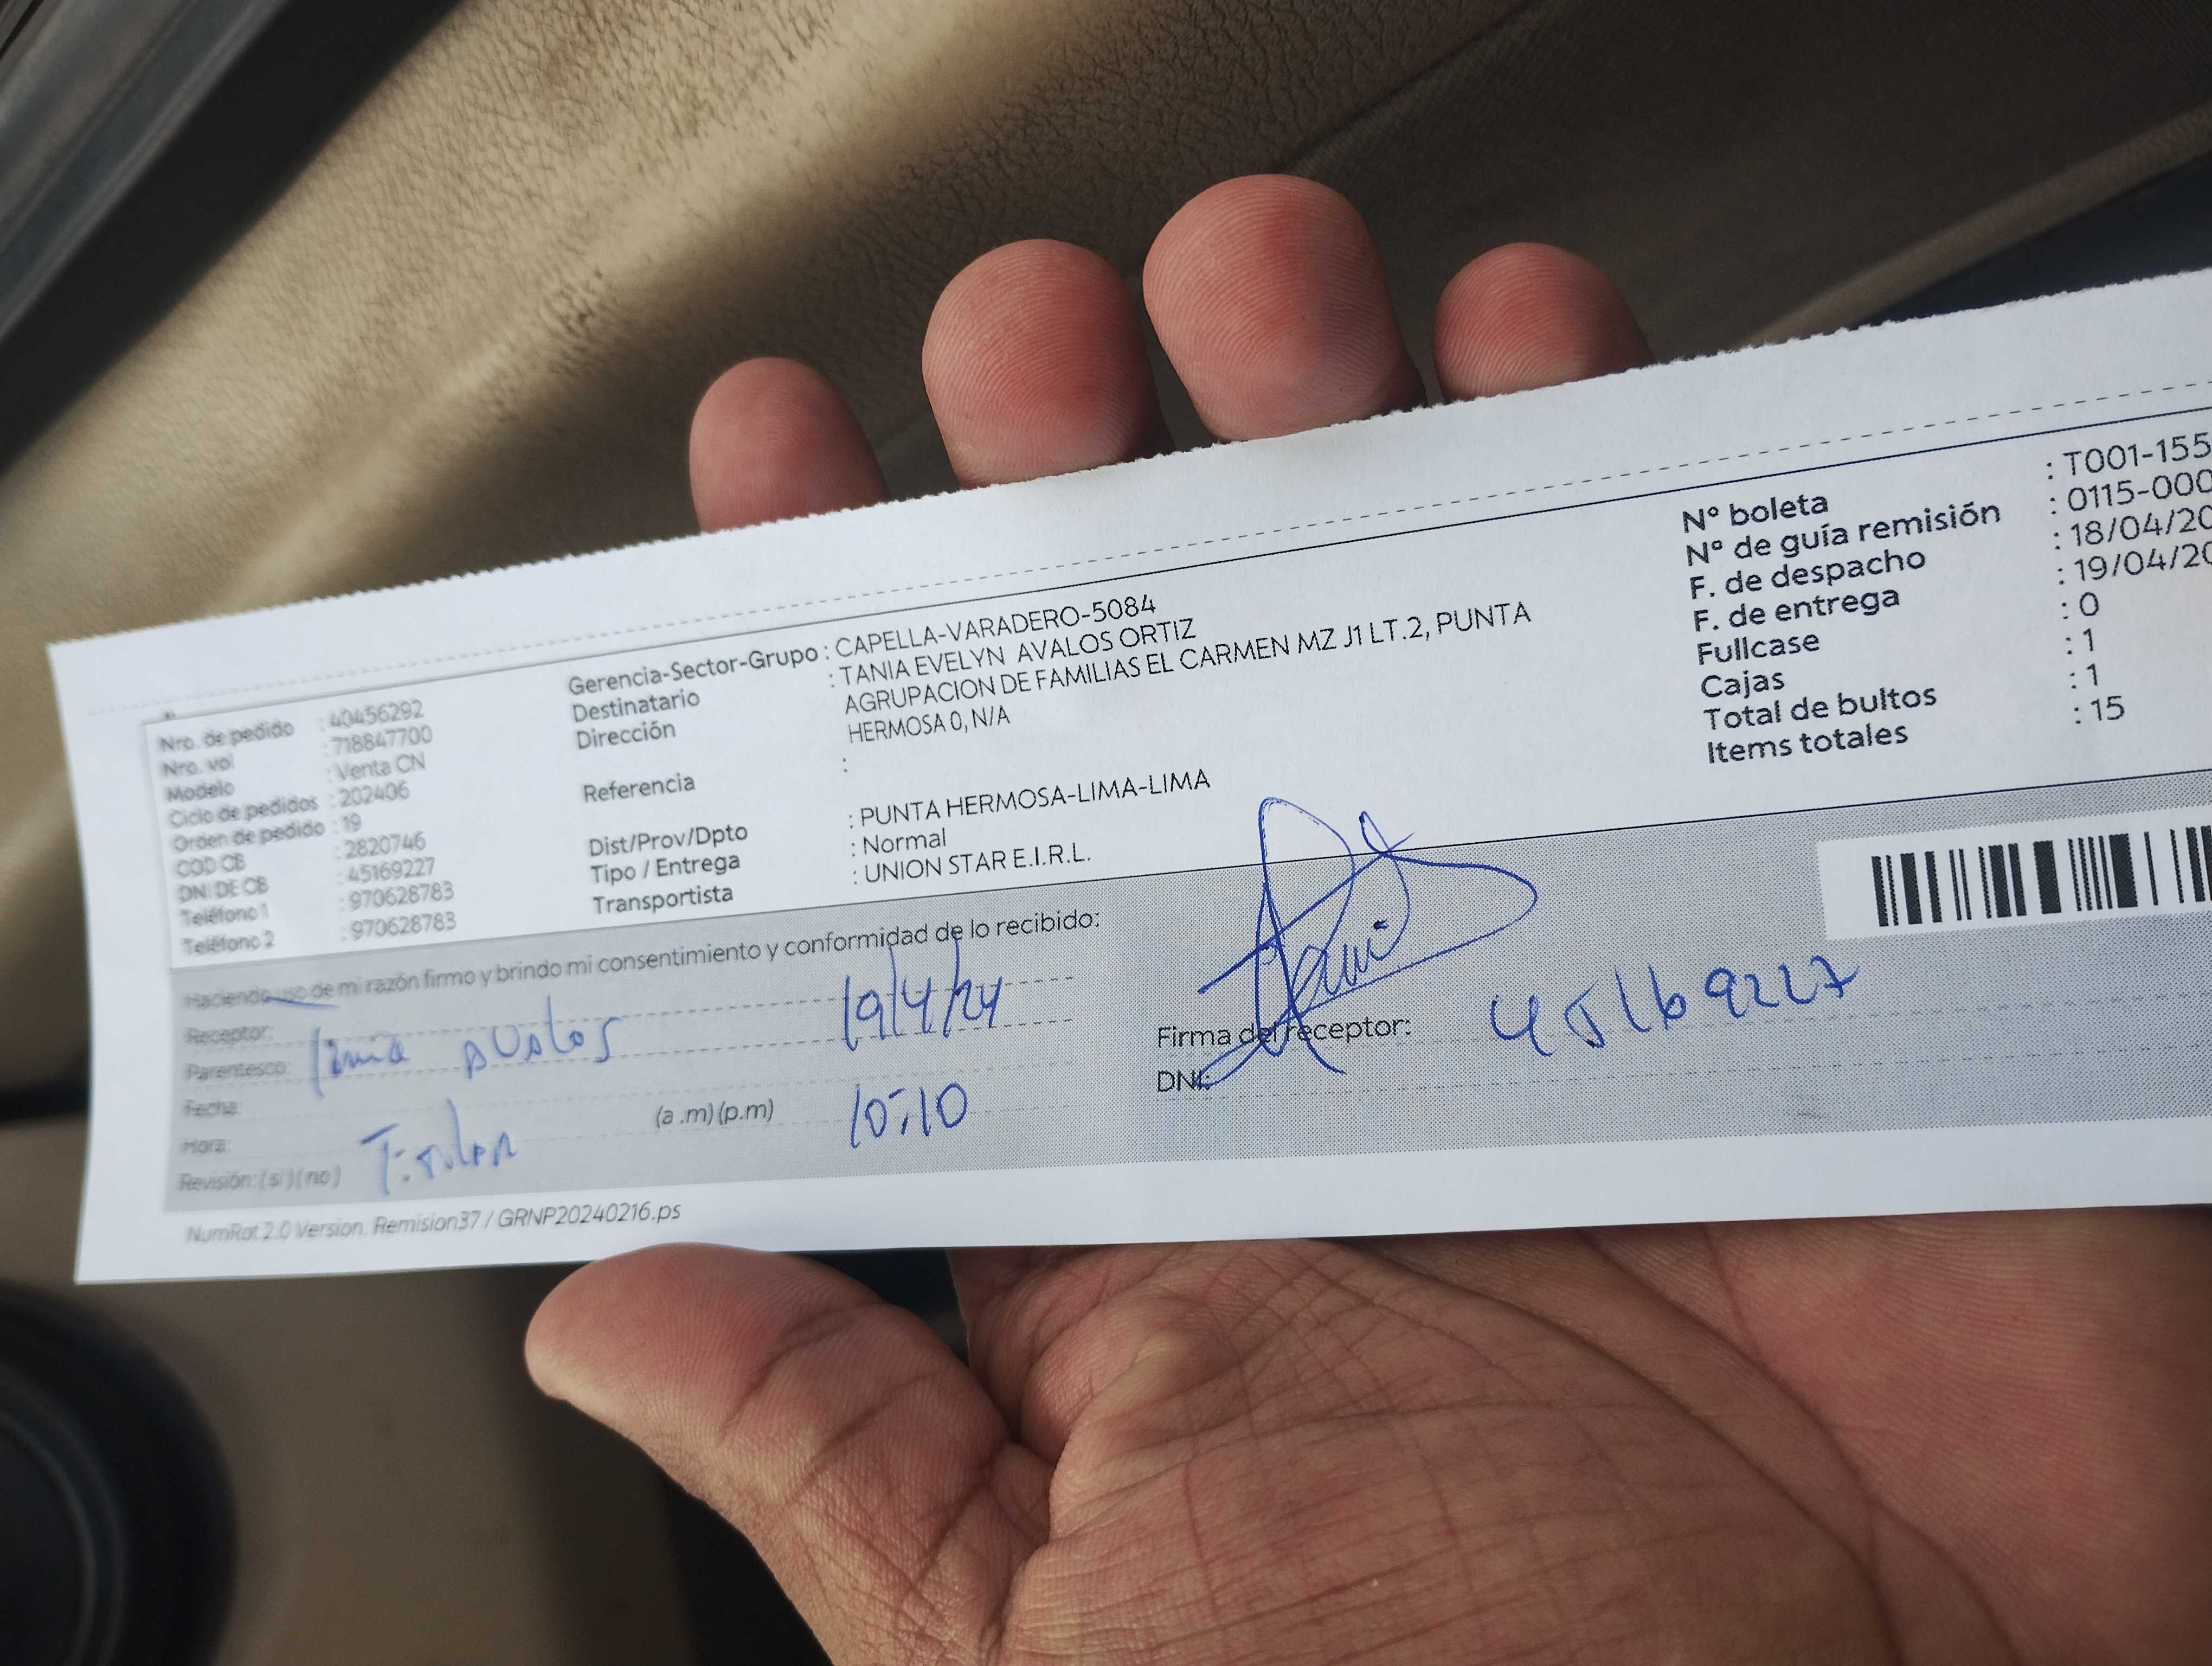 Nro. de pedido : 40456292
Nro. vol : 718847700
Modelo : Venta CN
Ciclo de pedidos : 202406
Orden de pedido : 19
COD CB : 2820746
DNI DE CB : 45169227
Teléfono 1 : 970628783
Teléfono 2 : 970628783
Gerencia-Sector-Grupo : CAPELLA-VARADERO-5084
Destinatario : TANIA EVELYN AVALOS ORTIZ
Dirección AGRUPACION DE FAMILIAS EL CARMEN MZ J1 LT.2, PUNTA
HERMOSA 0, N/A
Referencia :
Dist/Prov/Dpto : PUNTA HERMOSA-LIMA-LIMA
Tipo / Entrega : Normal
Transportista : UNION STAR E.I.R.L.
Nº boleta : T001-155
Nº de guía remisión : 0115-000
F. de despacho : 18/04/20
F. de entrega : 19/04/20
Fullcase : 0
Cajas : 1
Total de bultos : 1
Items totales : 15
Haciendo uso de mi razón firmo y brindo mi consentimiento y conformidad de lo recibido:
Receptor:
Parentesco:
Fecha:
Hora: (a .m) (p.m)
Revisión: (si) (no)
19/4/24
10:10
Firma del receptor:
45169227
DNI:
NumRot 2.0 Version: Remision37 / GRNP20240216.ps